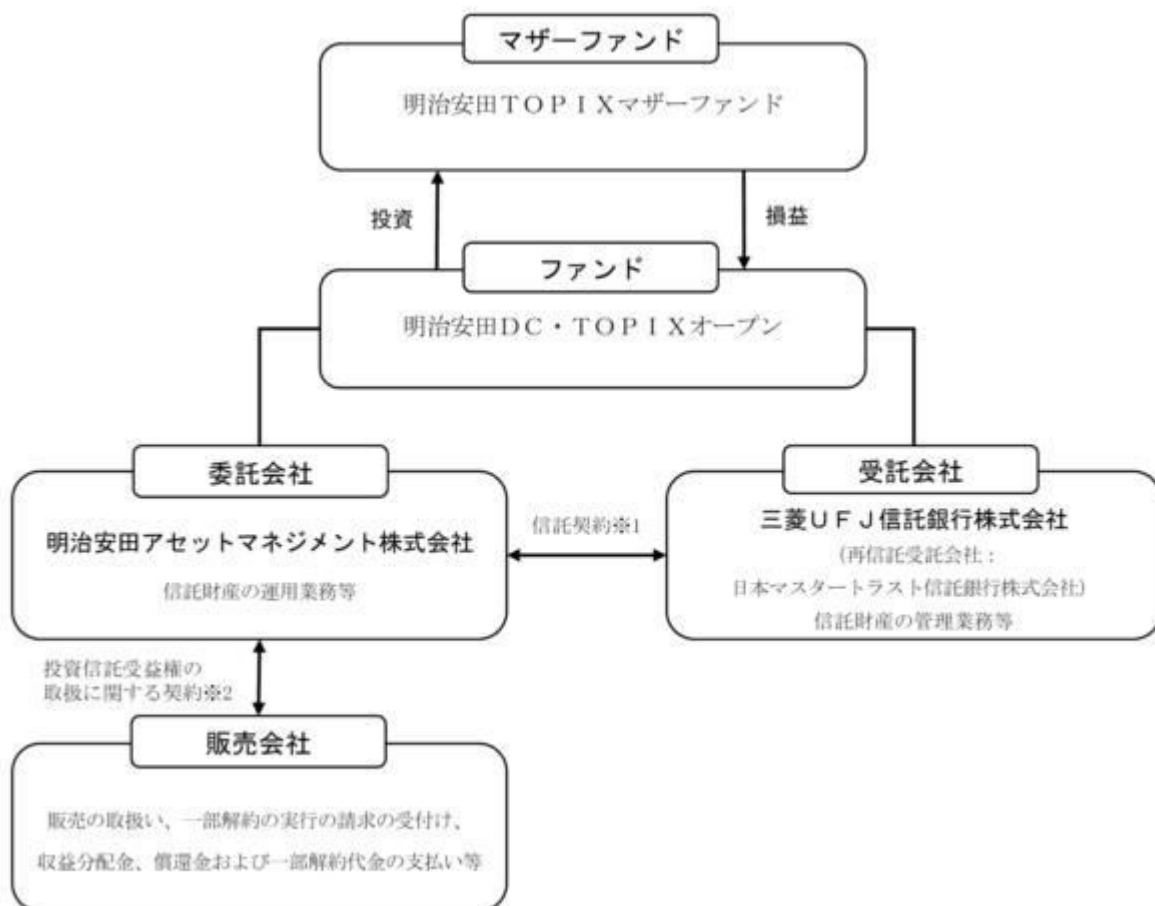 マザーファンド
明治安田TOPIXマザーファンド
投資
損益
ファンド
明治安田DC・TOPIXオープン
委託会社
明治安田アセットマネジメント株式会社
信託財産の運用業務等
信託契約※1
受託会社
三菱UFJ信託銀行株式会社
(再信託受託会社:
日本マスタートラスト信託銀行株式会社)
信託財産の管理業務等
投資信託受益権の
取扱に関する契約※2
販売会社
販売の取扱い、一部解約の実行の請求の受付け、
収益分配金、償還金および一部解約代金の支払い等